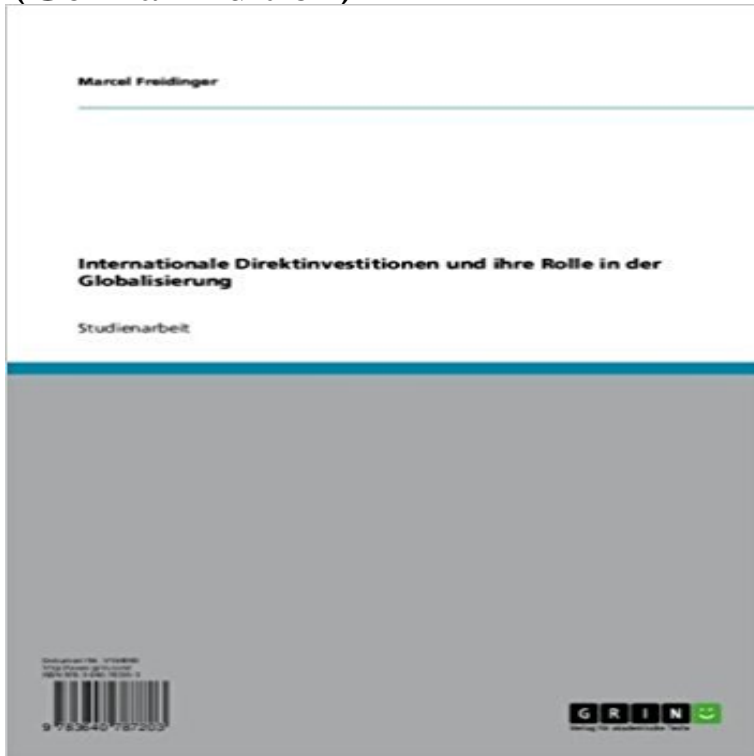 Marcel Freidinger
Internationale Direktinvestitionen und ihre Rolle in der
Globalisierung
Studienarbeit
9 783640 787203
GRIN